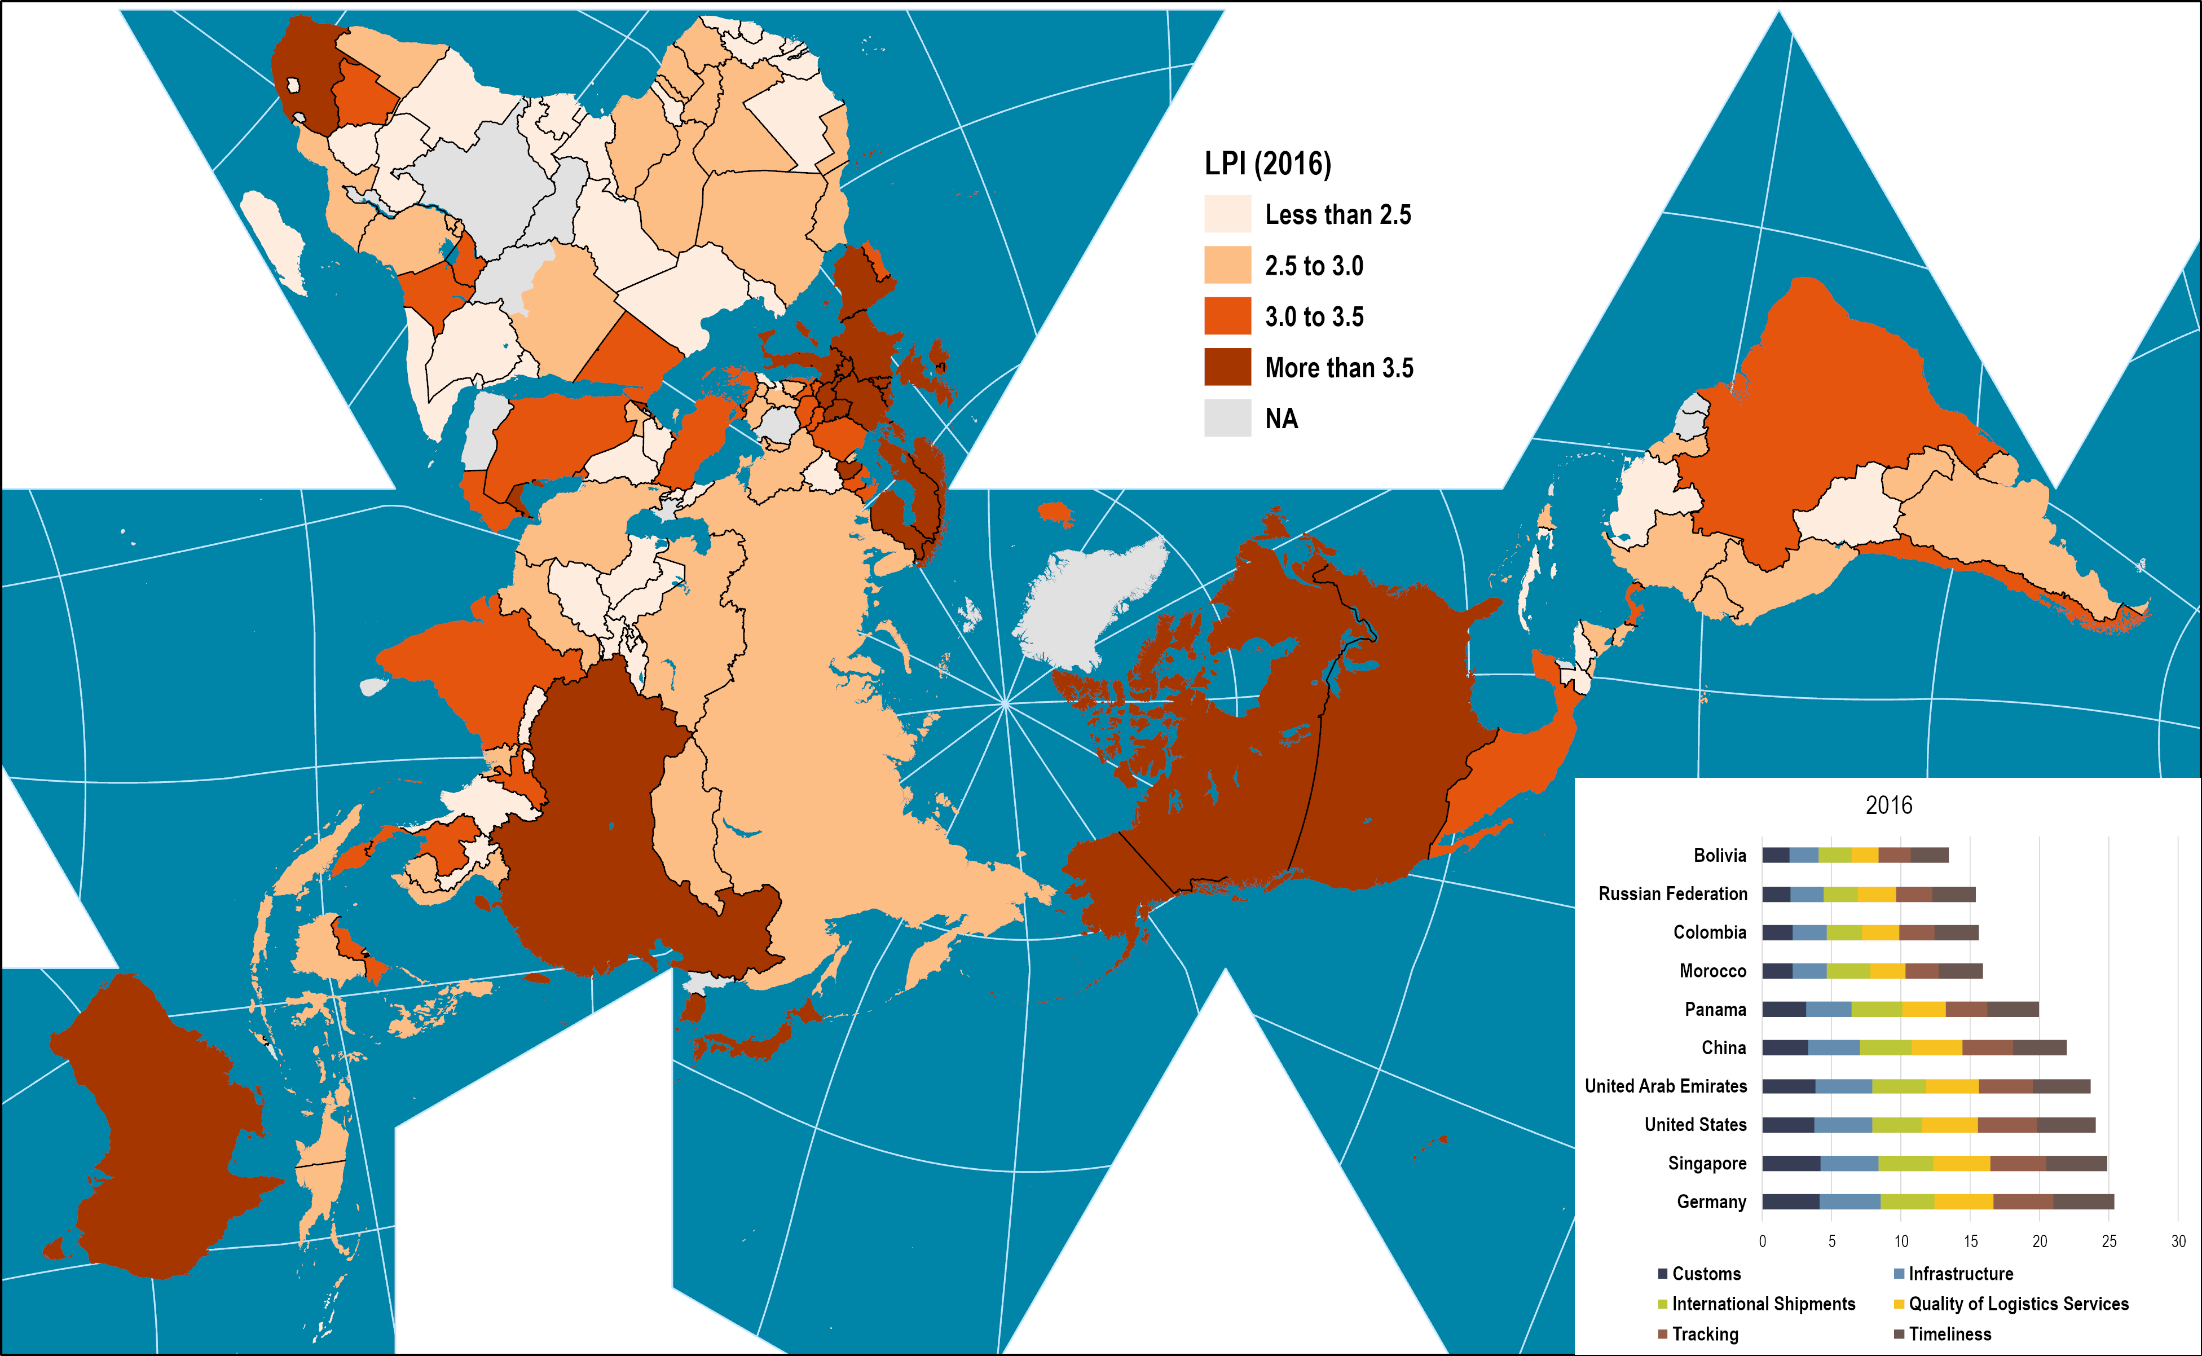 LPI (2016)
Less than 2.5
2.5 to 3.0
3.0 to 3.5
More than 3.5
NA
2016
Bolivia
Russian Federation
Colombia
Morocco
Panama
China
United Arab Emirates
United States
Singapore
Germany
0 5 10 15 20 25 30
Customs Infrastructure
International Shipments Quality of Logistics Services
Tracking Timeliness